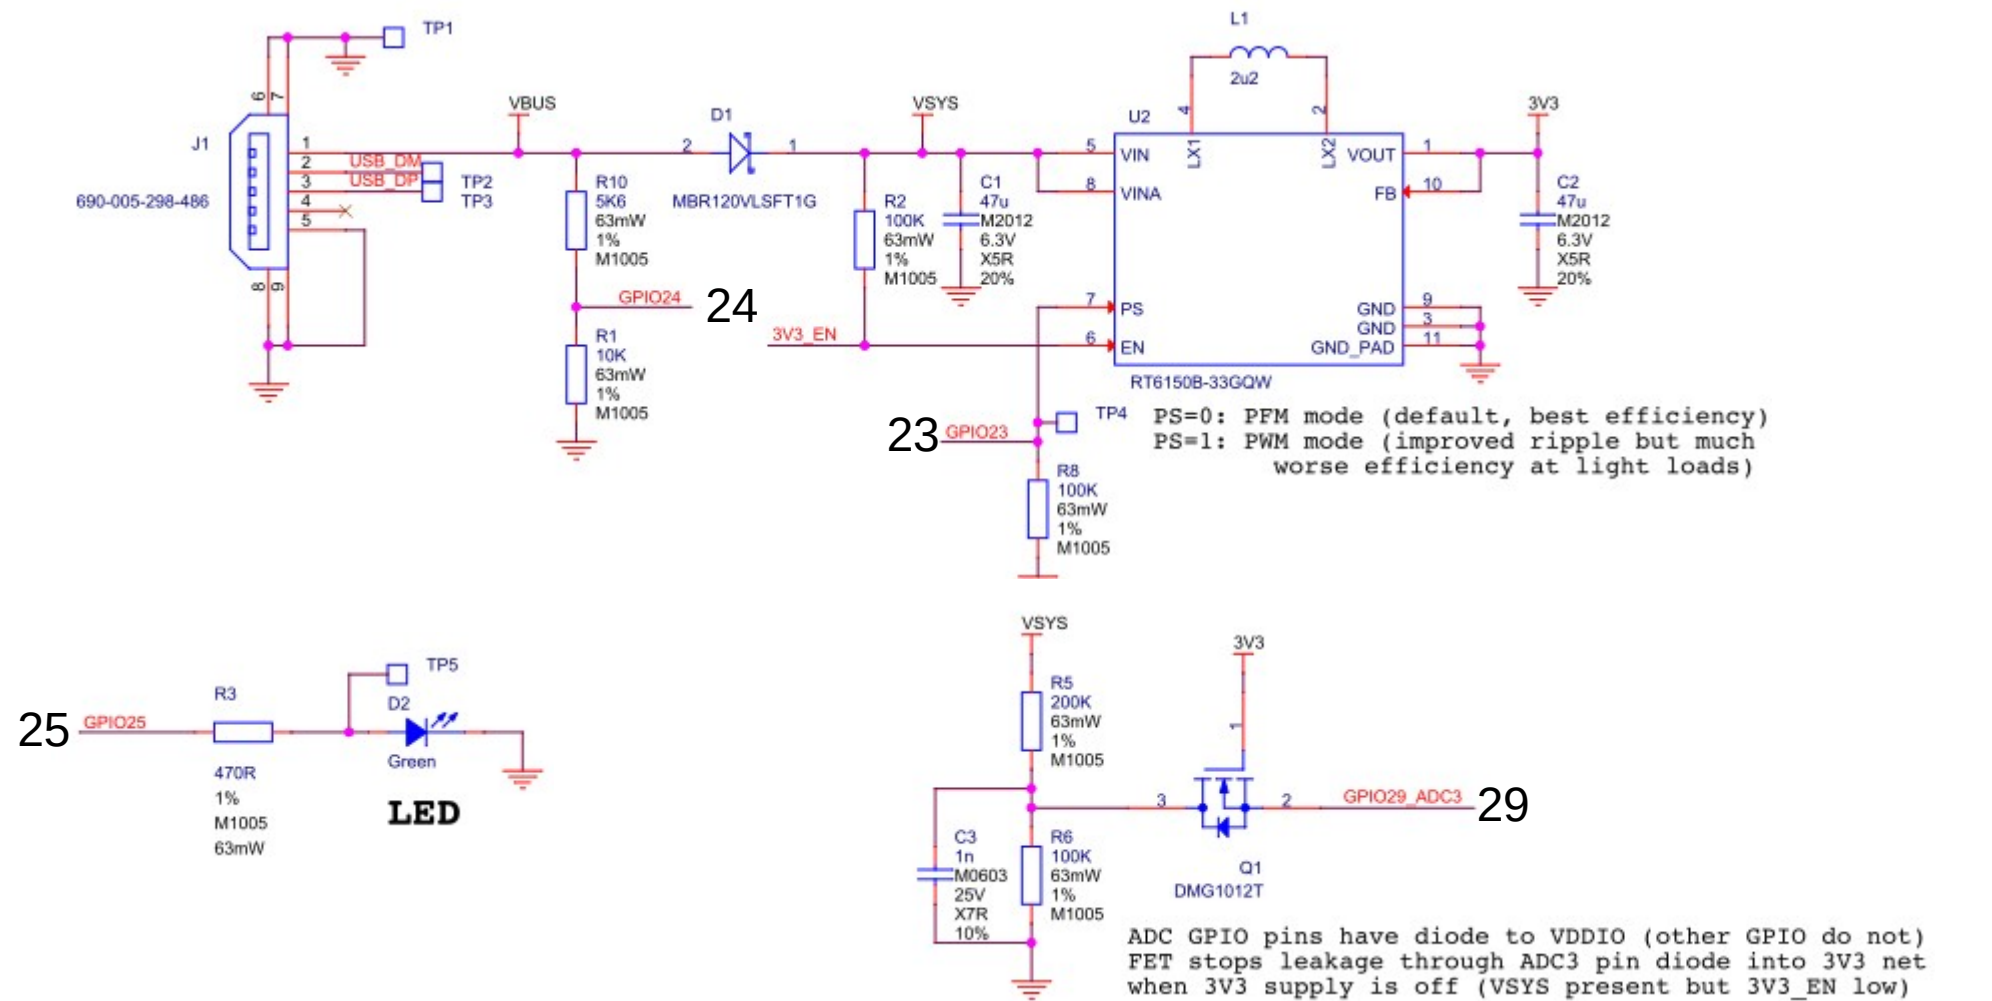 TP1
6
7
J1
690-005-298-486
1
2
3
4
5
USB_DM
USB_DP
TP2
TP3
8
9
VBUS
R10
5K6
63mW
1%
M1005
GPIO24
24
R1
10K
63mW
1%
M1005
D1
2
1
MBR120VLSFT1G
VSYS
R2
100K
63mW
1%
M1005
C1
47u
M2012
6.3V
X5R
20%
3V3_EN
L1
2u2
4
2
U2
LX1
LX2
5
VIN
8
VINA
7
PS
6
EN
VOUT
1
FB
10
GND
9
GND
3
GND_PAD
11
RT6150B-33GQW
3V3
C2
47u
M2012
6.3V
X5R
20%
TP4
23
GPIO23
R8
100K
63mW
1%
M1005
PS=0: PFM mode (default, best efficiency)
PS=1: PWM mode (improved ripple but much
worse efficiency at light loads)
25
GPIO25
R3
470R
1%
M1005
63mW
TP5
D2
Green
LED
VSYS
R5
200K
63mW
1%
M1005
C3
1n
M0603
25V
X7R
10%
R6
100K
63mW
1%
M1005
3V3
1
3
2
GPIO29_ADC3
29
Q1
DMG1012T
ADC GPIO pins have diode to VDDIO (other GPIO do not)
FET stops leakage through ADC3 pin diode into 3V3 net
when 3V3 supply is off (VSYS present but 3V3_EN low)